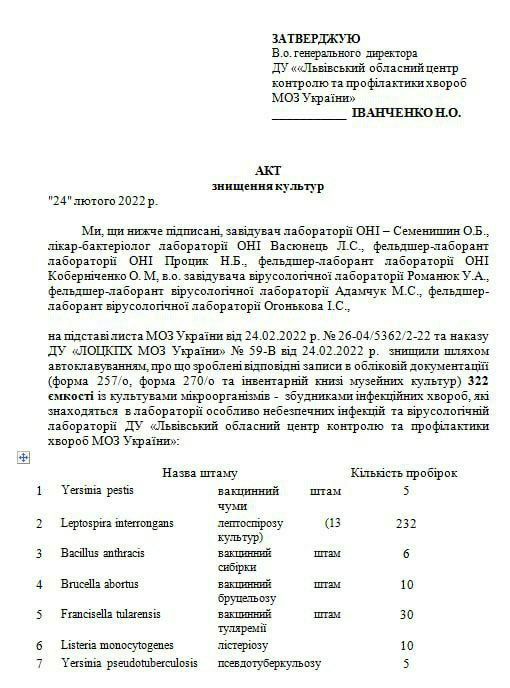 ЗАТВЕРДЖУЮ
В.о. генерального директора
ДУ ««Львівський обласний центр
контролю та профілактики хвороб
МОЗ України»
___________ ІВАНЧЕНКО Н.О.
АКТ
знищення культур
"24" лютого 2022 р.
Ми, щи нижче підписані, завідувач лабораторії ОНІ – Семенишин О.Б.,
лікар-бактеріолог лабораторії ОНІ Васюнець Л.С., фельдшер-лаборант
лабораторії ОНІ Процик Н.Б., фельдшер-лаборант лабораторії ОНІ
Коберніченко О. М, в.о. завідувача вірусологічної лабораторії Романюк У.А.,
фельдшер-лаборант вірусологічної лабораторії Адамчук М.С., фельдшер-
лаборант вірусологічної лабораторії Огонькова І.С.,
на підставі листа МОЗ України від 24.02.2022 р. № 26-04/5362/2-22 та наказу
ДУ «ЛОЦКПХ МОЗ України» № 59-В від 24.02.2022 р. знищили шляхом
автоклавуванням, про що зроблені відповідні записи в обліковій документаціїї
(форма 257/о, форма 270/о та інвентарній книзі музейних культур) 322
ємкості із культурами мікроорганізмів - збудниками інфекційних хвороб, які
знаходяться в лабораторії особливо небезпечних інфекцій та вірусологічній
лабораторії ДУ «Львівський обласний центр контролю та профілактики
хвороб МОЗ України»:
Назва штаму Кількість пробірок
1 Yersinia pestis вакцинний штам 5
чуми
2 Leptospira interrongans лептоспірозу (13 232
культур)
3 Bacillus anthracis вакцинний штам 6
сибірки
4 Brucella abortus вакцинний штам 10
бруцельозу
5 Francisella tularensis вакцинний штам 30
туляремії
6 Listeria monocytogenes лістеріозу 10
7 Yersinia pseudotuberculosis псевдотуберкульозу 5